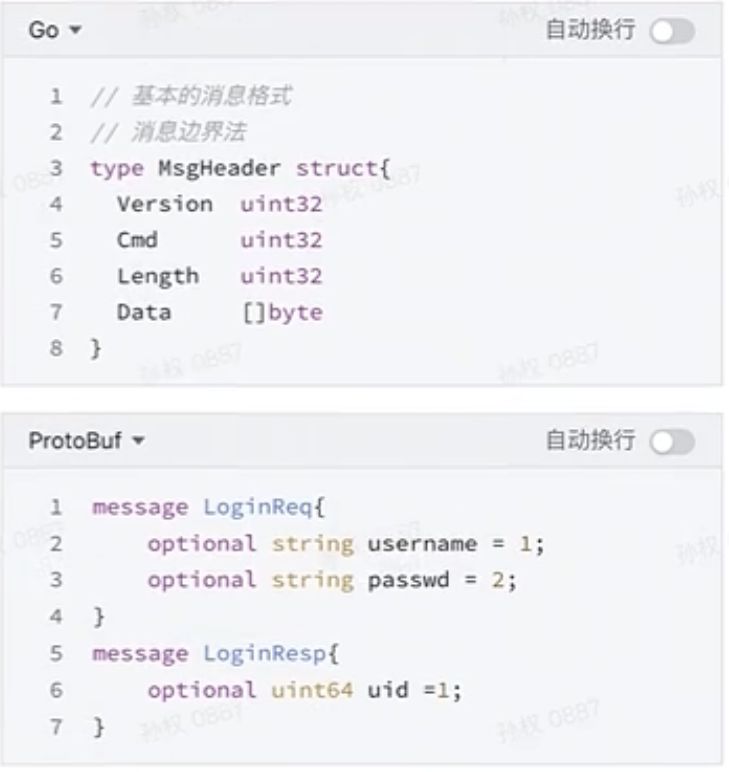 Go 自动换行
1 // 基本的消息格式
2 // 消息边界法
3 type MsgHeader struct{
4 Version uint32
5 Cmd uint32
6 Length uint32
7 Data []byte
8 }
ProtoBuf 自动换行
1 message LoginReq{
2 optional string username = 1;
3 optional string passwd = 2;
4 }
5 message LoginResp{
6 optional uint64 uid =1;
7 }
孙权 0887